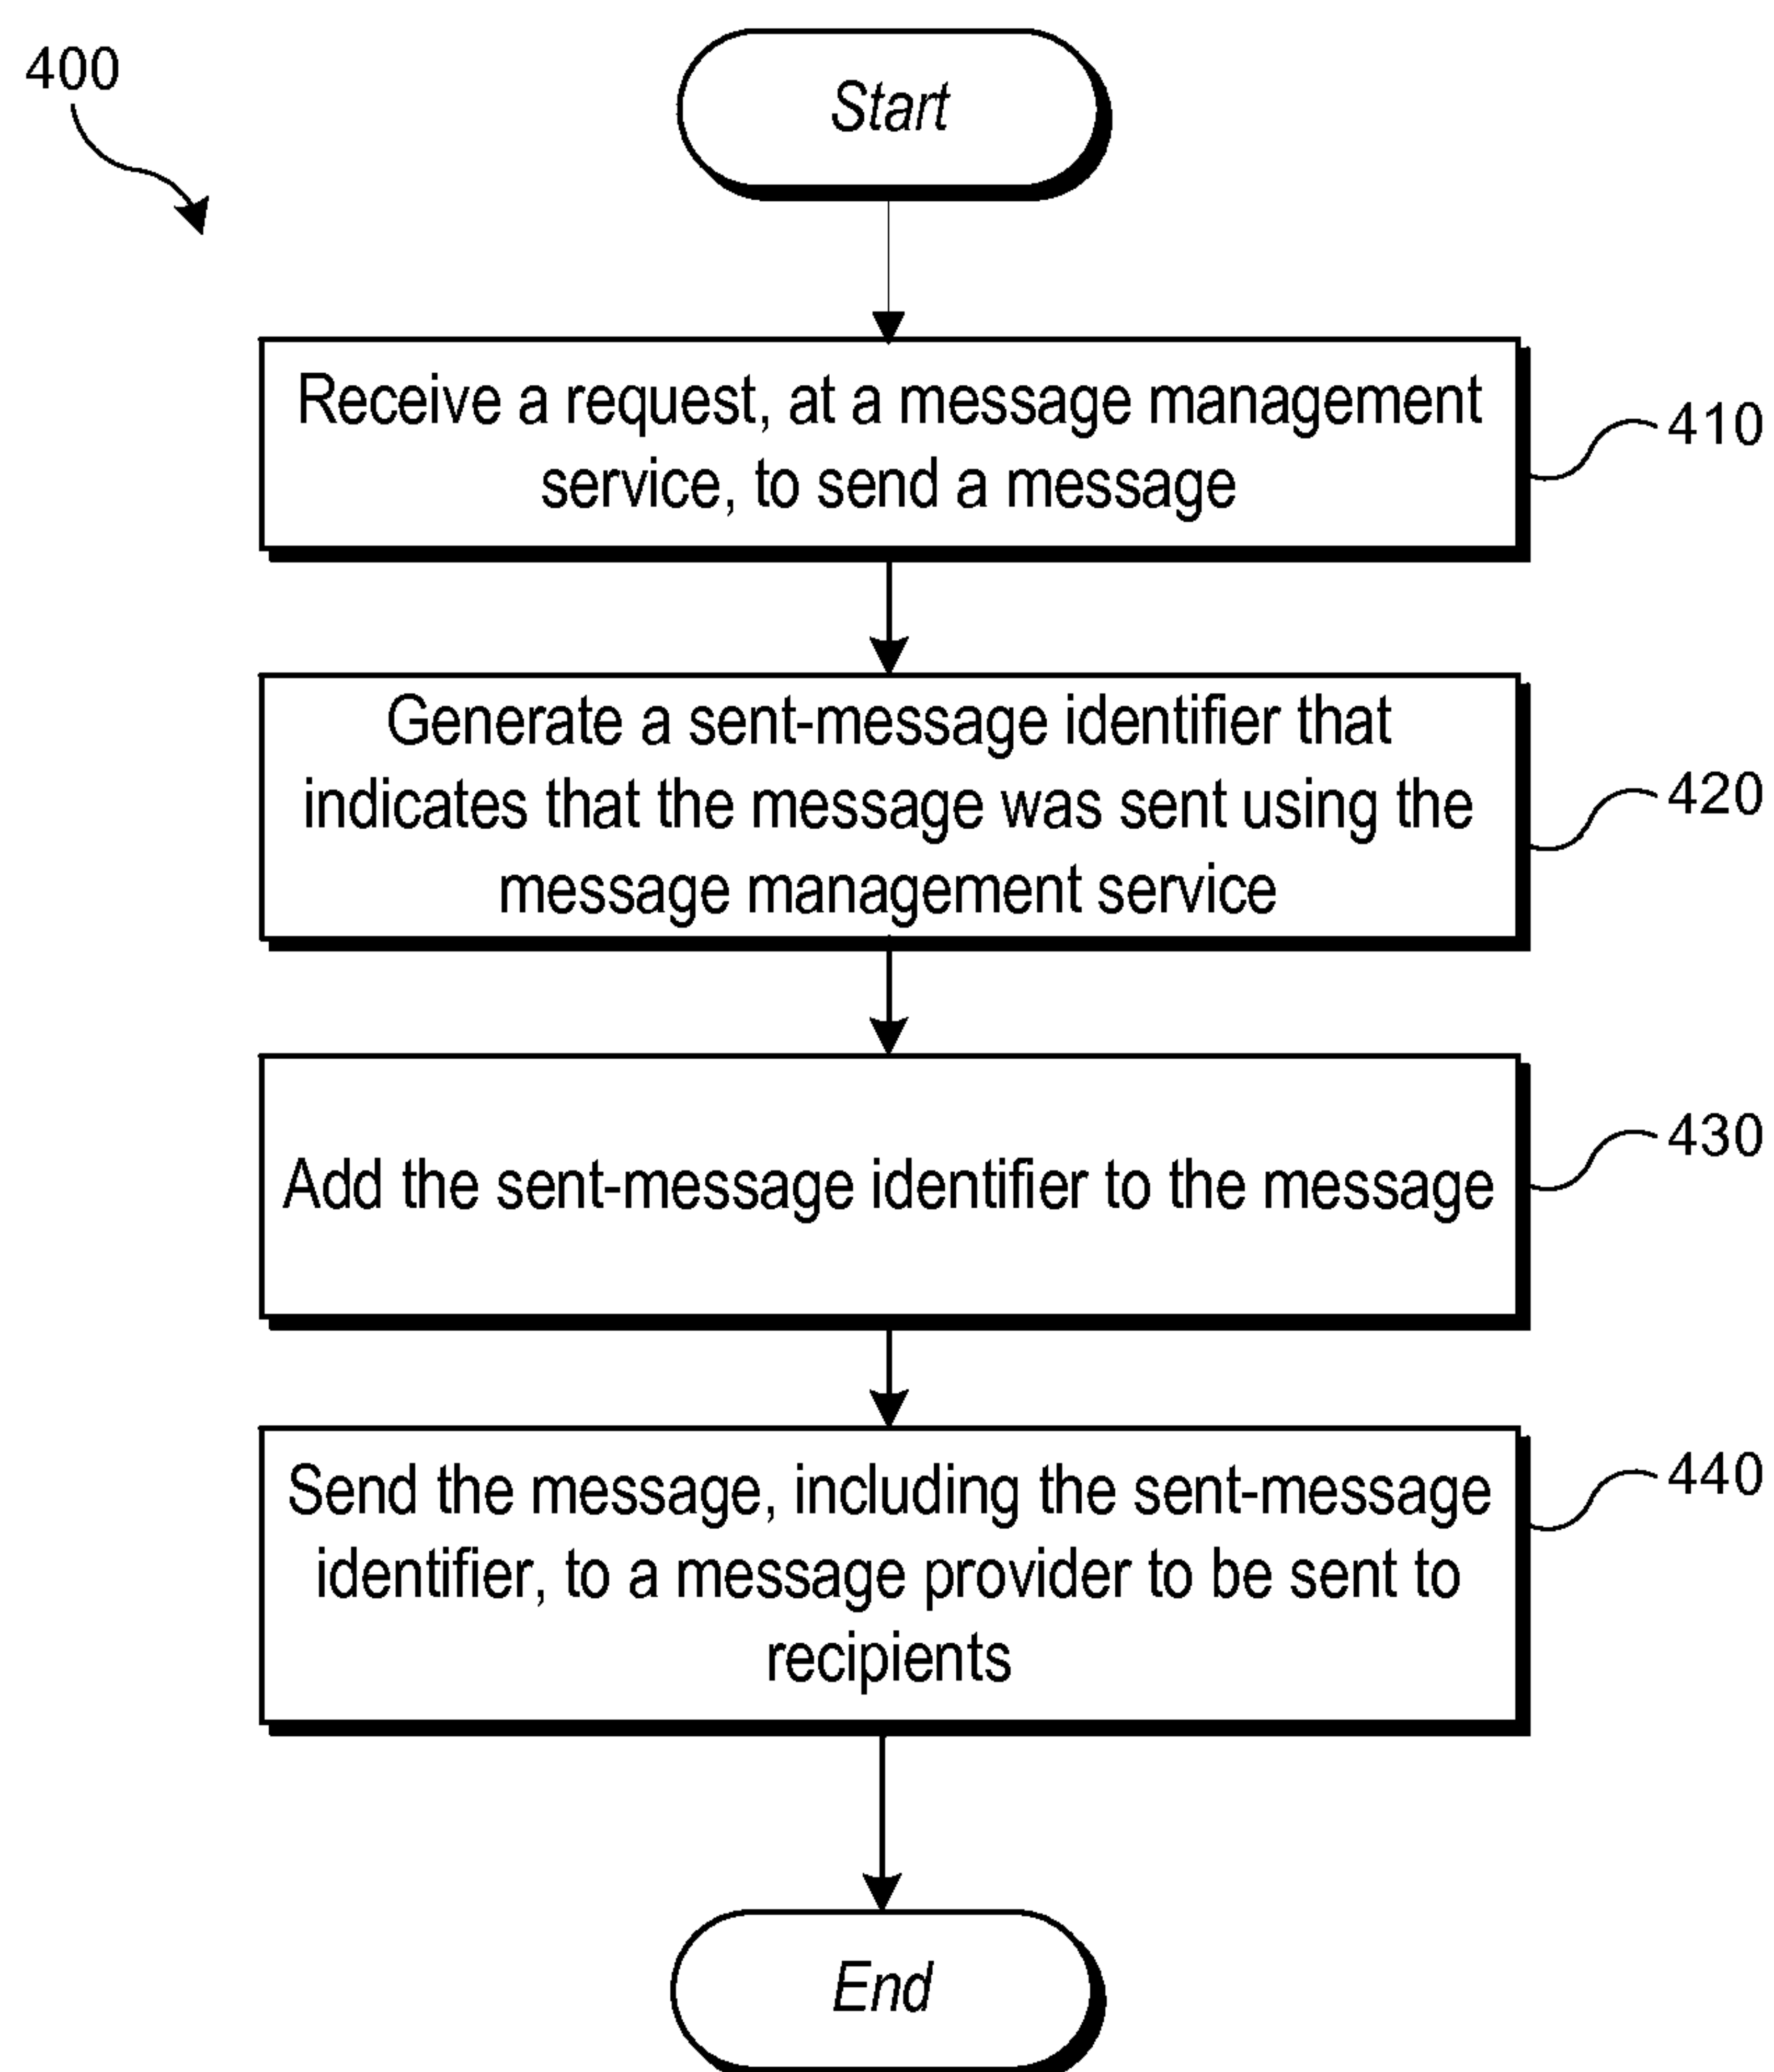 400
Start
Receive a request, at a message management
service, to send a message
410
Generate a sent-message identifier that
indicates that the message was sent using the
message management service
420
Add the sent-message identifier to the message
430
Send the message, including the sent-message
identifier, to a message provider to be sent to
recipients
440
End